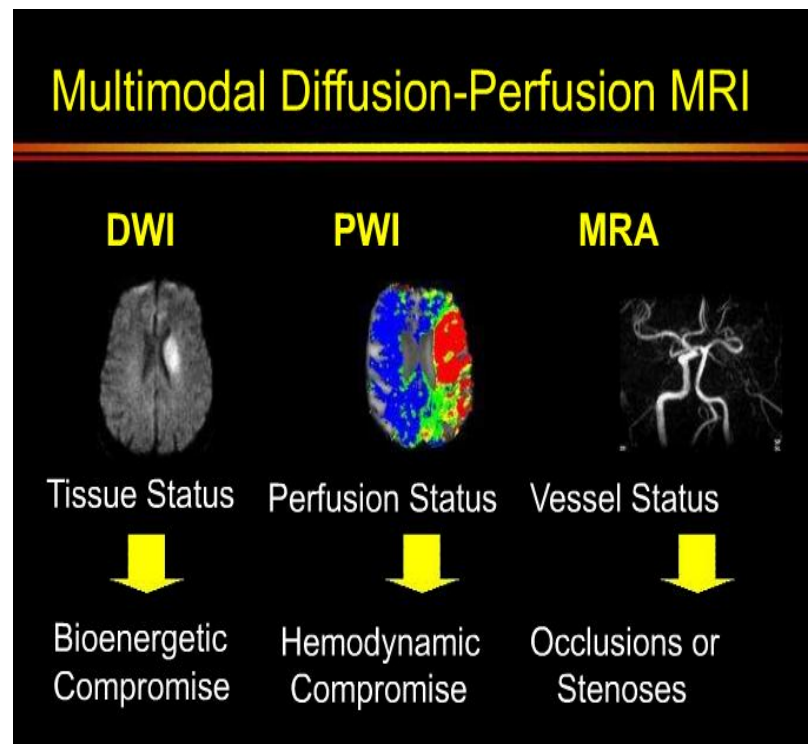 Multimodal Diffusion-Perfusion MRI
DWI
PWI
MRA
Tissue Status
Perfusion Status
Vessel Status
Bioenergetic
Compromise
Hemodynamic
Compromise
Occlusions or
Stenoses